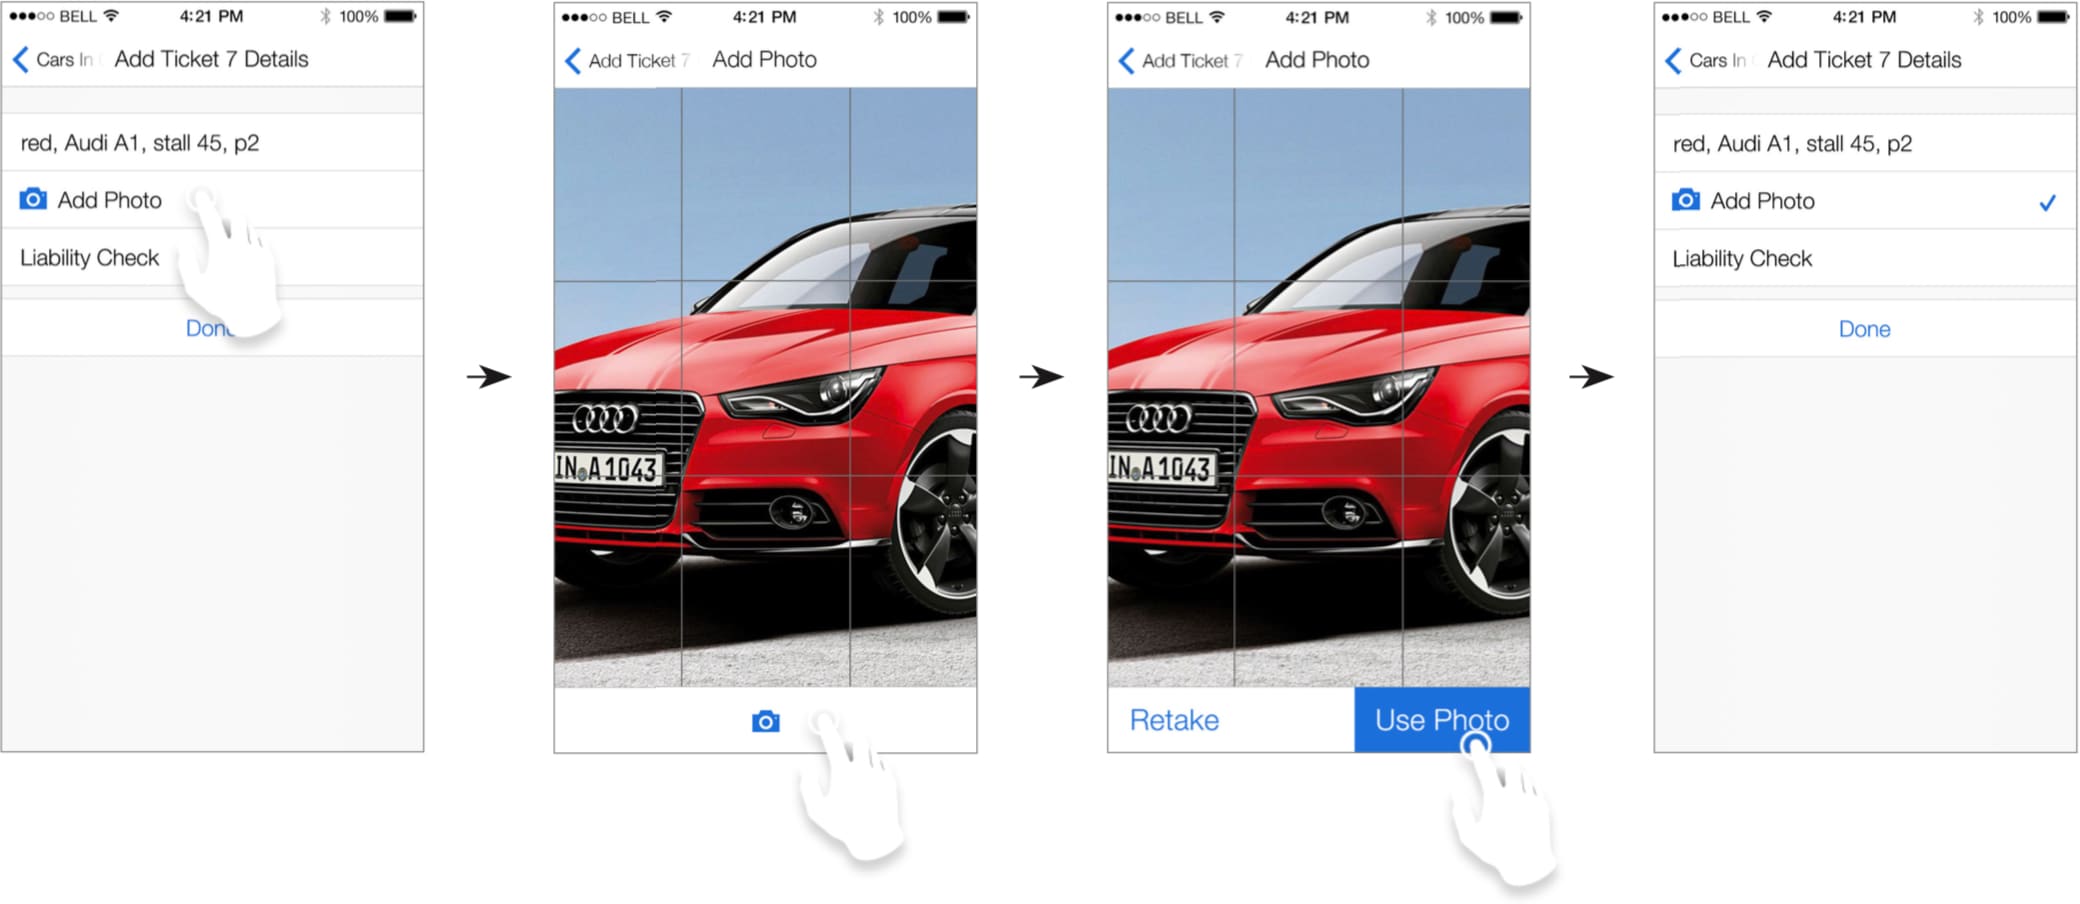 BELL 4:21 PM 100%
Cars In Add Ticket 7 Details
red, Audi A1, stall 45, p2
Add Photo
Liability Check
Done
BELL 4:21 PM 100%
Add Ticket 7 Add Photo
IN A1043
BELL 4:21 PM 100%
Add Ticket 7 Add Photo
IN A1043
Retake Use Photo
BELL 4:21 PM 100%
Cars In Add Ticket 7 Details
red, Audi A1, stall 45, p2
Add Photo
Liability Check
Done